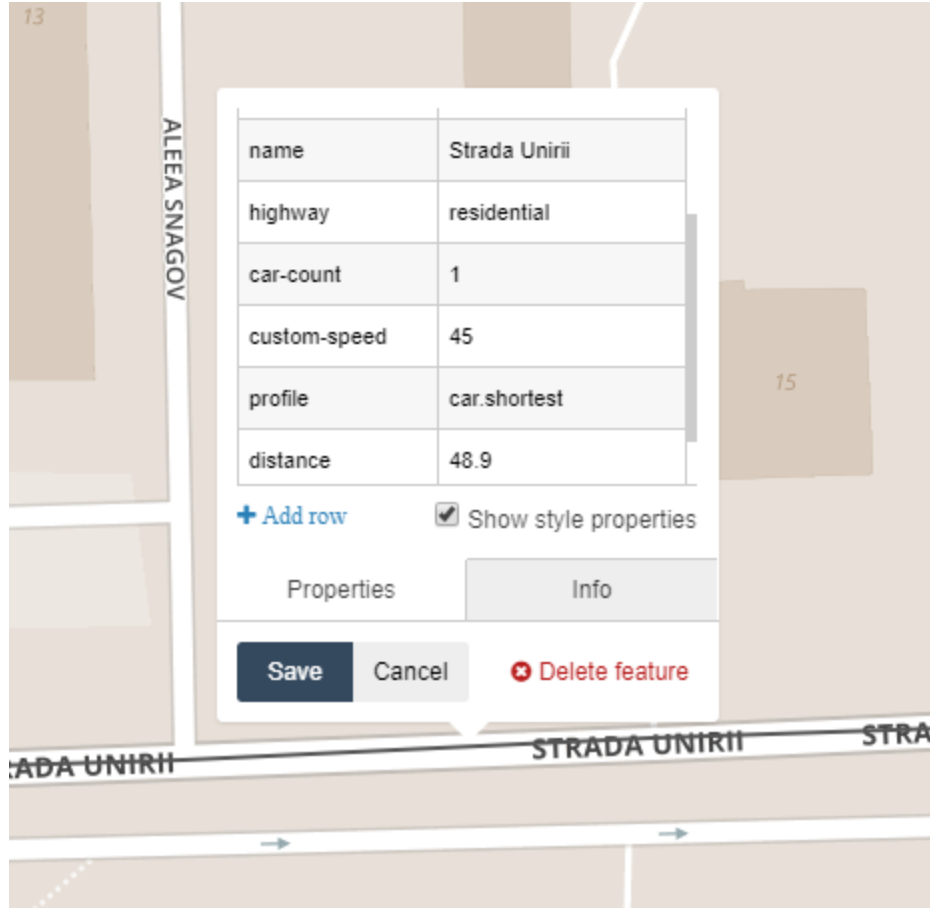 13
ALEEA SNAGOV
name Strada Unirii
highway residential
car-count 1
custom-speed 45
profile car.shortest
distance 48.9
Add row Show style properties
Properties Info
Save Cancel Delete feature
15
ADA UNIRII STRADA UNIRII STRA